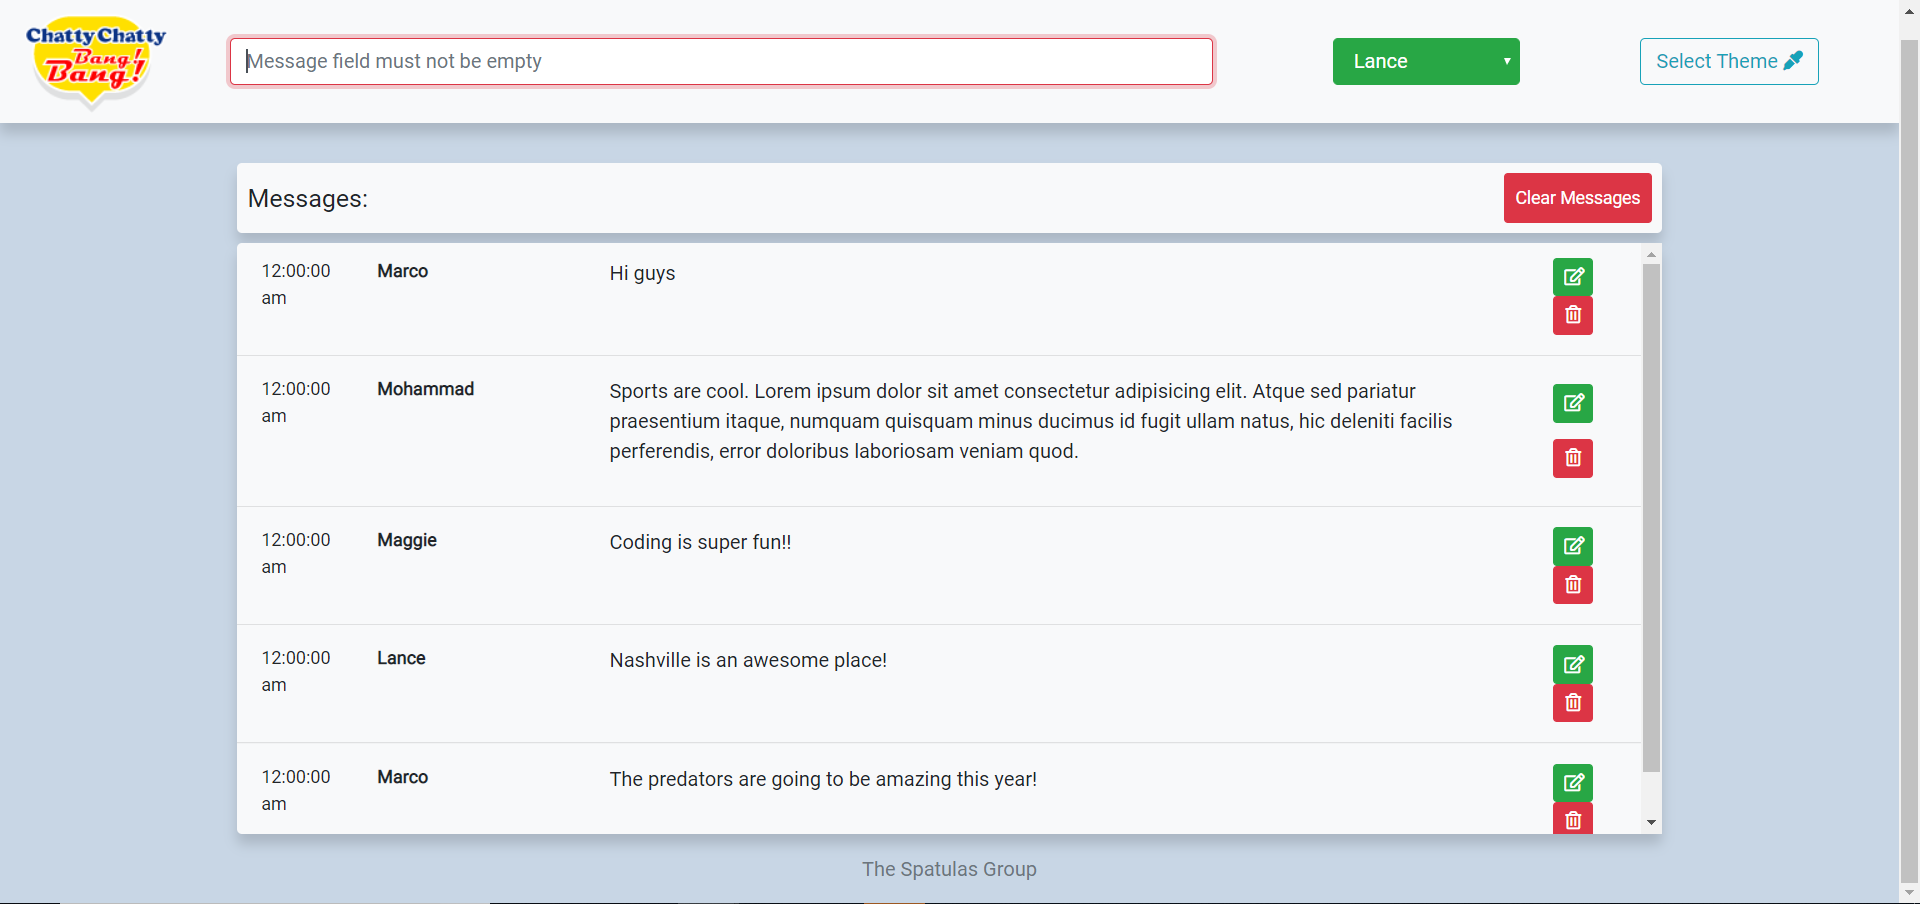 Chatty Chatty
Bang!
Bang!
Message field must not be empty
Lance
Select Theme
Messages:
Clear Messages
12:00:00
am
Marco
Hi guys
12:00:00
am
Mohammad
Sports are cool. Lorem ipsum dolor sit amet consectetur adipisicing elit. Atque sed pariatur
praesentium itaque, numquam quisquam minus ducimus id fugit ullam natus, hic deleniti facilis
perferendis, error doloribus laboriosam veniam quod.
12:00:00
am
Maggie
Coding is super fun!!
12:00:00
am
Lance
Nashville is an awesome place!
12:00:00
am
Marco
The predators are going to be amazing this year!
The Spatulas Group